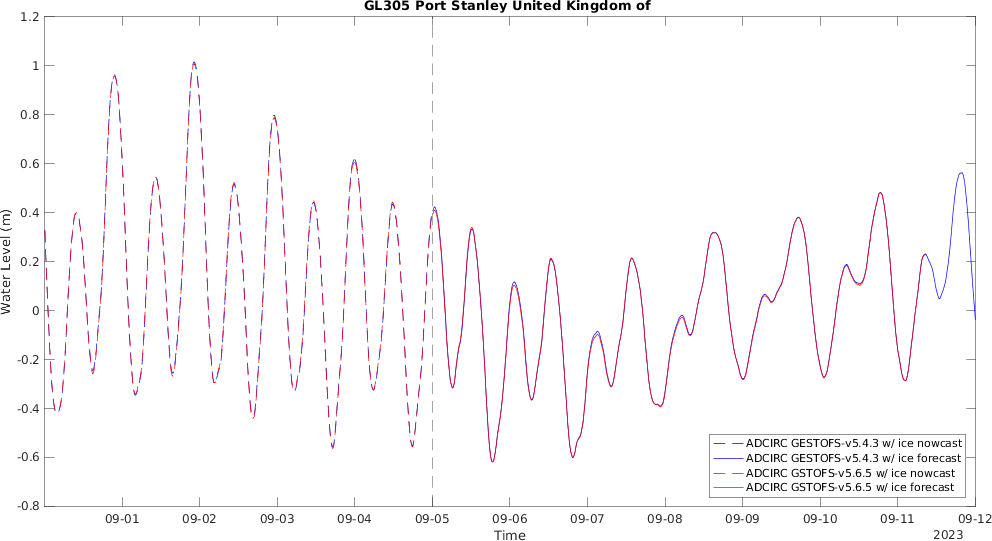 GL305 Port Stanley United Kingdom of
Water Level (m)
1.2
1
0.8
0.6
0.4
0.2
0
-0.2
-0.4
-0.6
-0.8
ADCIRC GESTOFS-v5.4.3 w/ ice nowcast
ADCIRC GESTOFS-v5.4.3 w/ ice forecast
ADCIRC GSTOFS-v5.6.5 w/ ice nowcast
ADCIRC GSTOFS-v5.6.5 w/ ice forecast
09-01 09-02 09-03 09-04 09-05 09-06 09-07 09-08 09-09 09-10 09-11 09-12
Time
2023